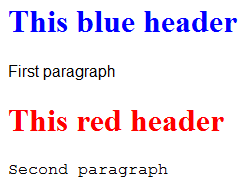 This blue header
First paragraph
This red header
Second paragraph